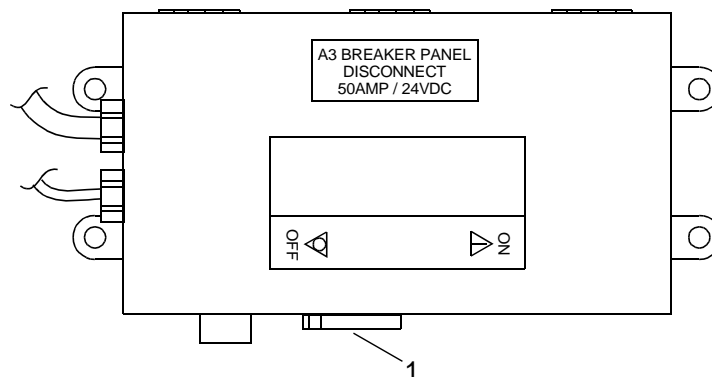 A3 BREAKER PANEL
DISCONNECT
50AMP / 24VDC
OFF
ON
1